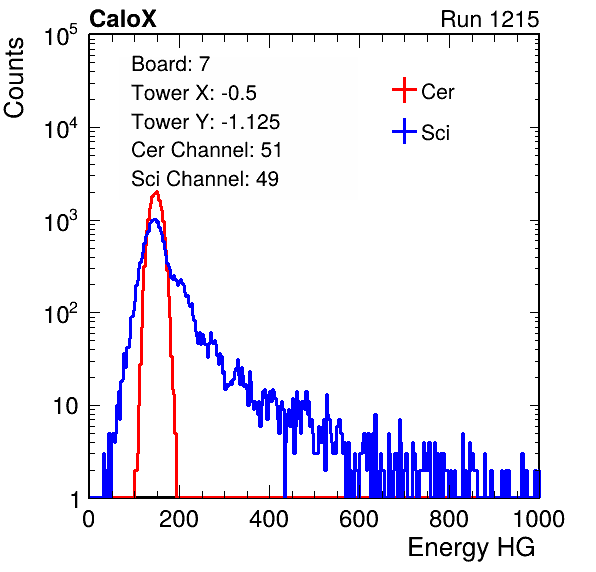 CaloX Run 1215
Counts
Board: 7
Tower X: -0.5
Tower Y: -1.125
Cer Channel: 51
Sci Channel: 49
Cer
Sci
10^5
10^4
10^3
10^2
10
1
0 200 400 600 800 1000
Energy HG